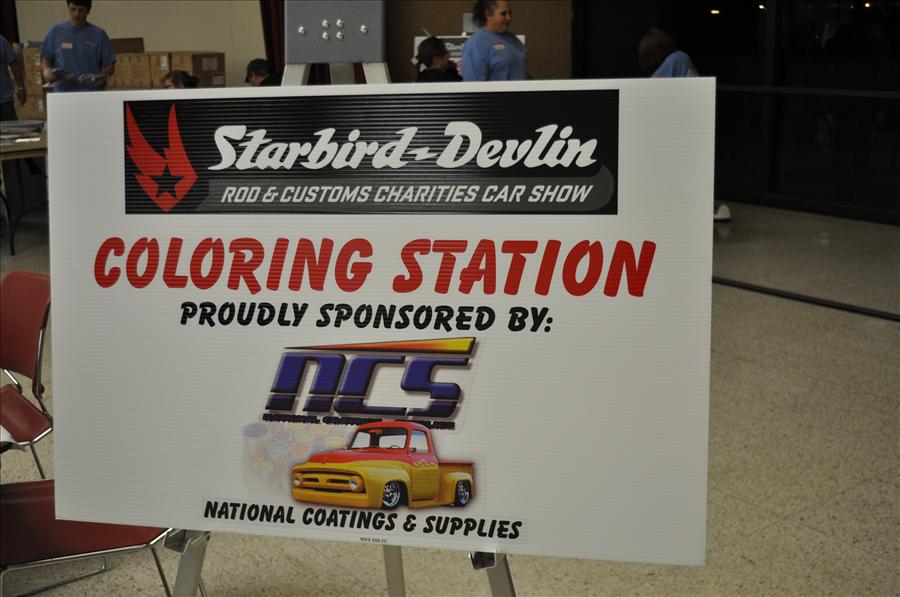 Starbird-Devlin
ROD & CUSTOMS CHARITIES CAR SHOW
COLORING STATION
PROUDLY SPONSORED BY:
NCS
NATIONAL COATINGS & SUPPLIES